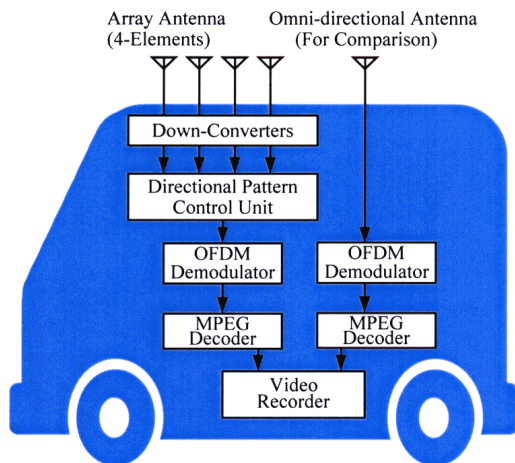 Array Antenna
(4-Elements)
Omni-directional Antenna
(For Comparison)
Down-Converters
Directional Pattern
Control Unit
OFDM
Demodulator
OFDM
Demodulator
MPEG
Decoder
MPEG
Decoder
Video
Recorder